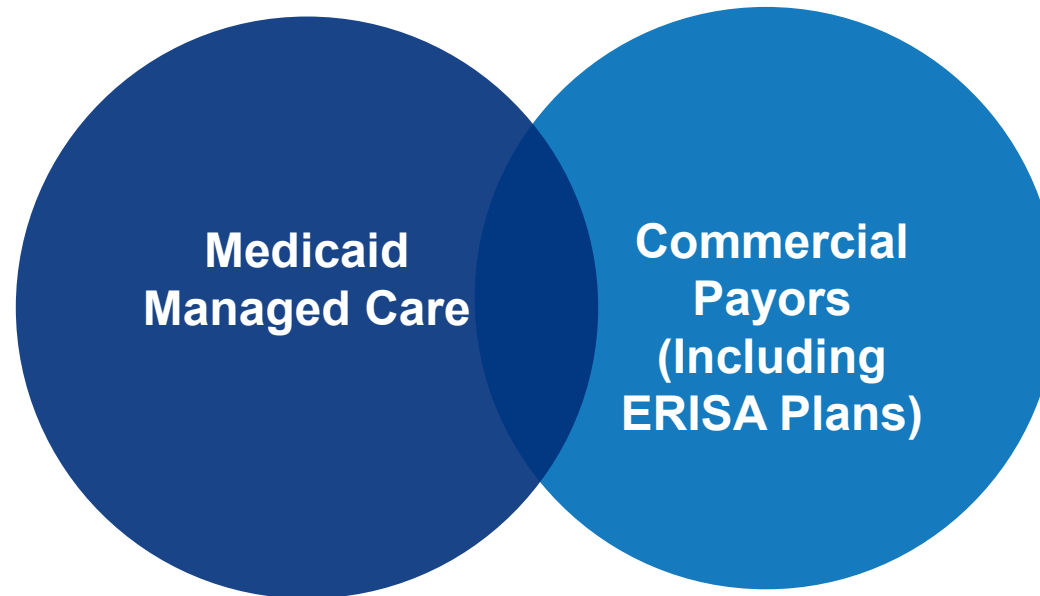 Medicaid
Managed Care
Commercial
Payors
(Including
ERISA Plans)